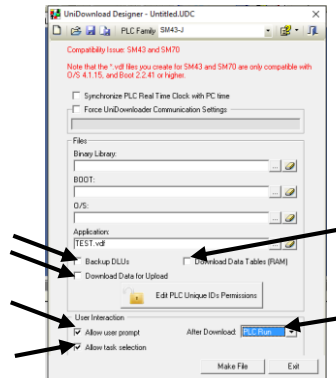 UniDownload Designer - Untitled.UDC
PLC Family SM43-J
Compatibility Issue: SM43 and SM70
Note that the *.vdf files you create for SM43 and SM70 are only compatible with
O/S 4.1.15, and Boot 2.2.41 or higher.
Synchronize PLC Real Time Clock with PC time
Force UniDownloader Communication Settings
Files
Binary Library:
...
BOOT:
...
O/S:
...
Application:
TEST.vdf
...
Backup DLUs
Download Data Tables (RAM)
Download Data for Upload
Edit PLC Unique IDs Permissions
User Interaction
Allow user prompt
After Download: PLC Run
Allow task selection
Make File
Exit